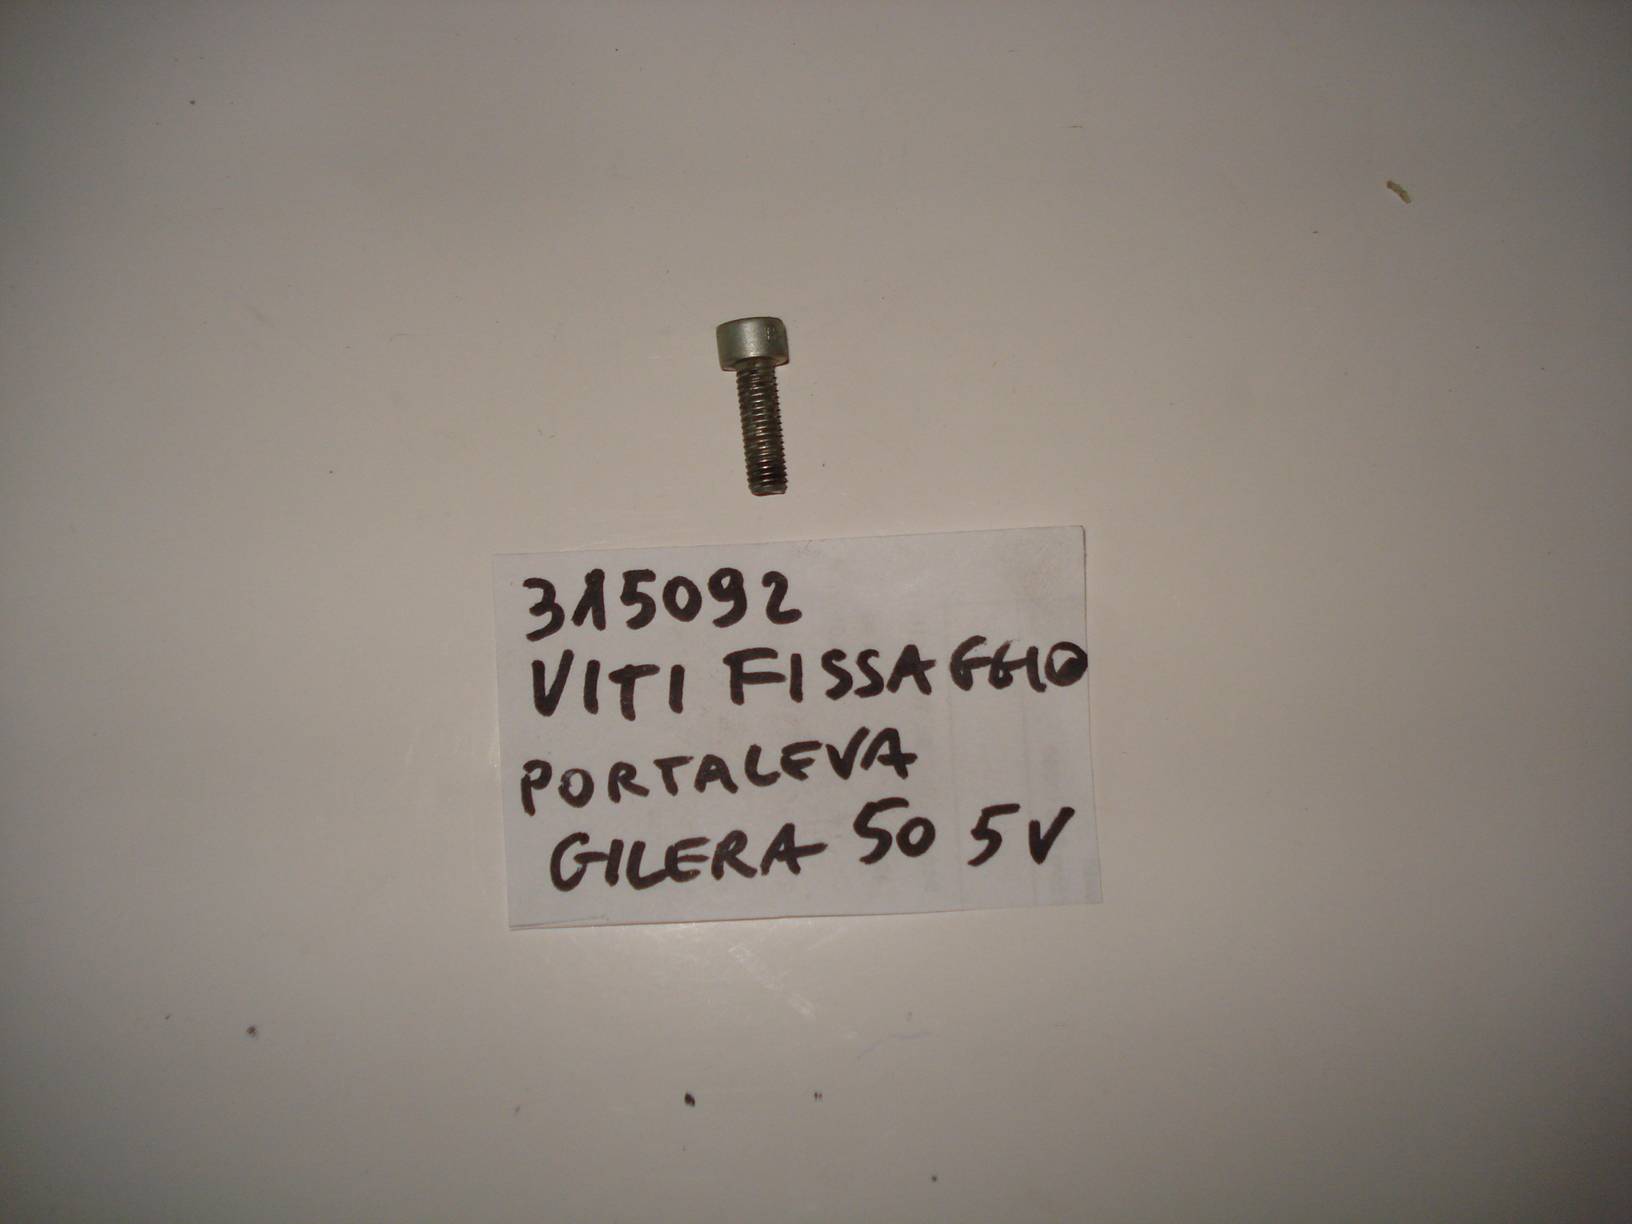 315092
VITI FISSAGGIO
PORTALEVA
GILERA 50 5V